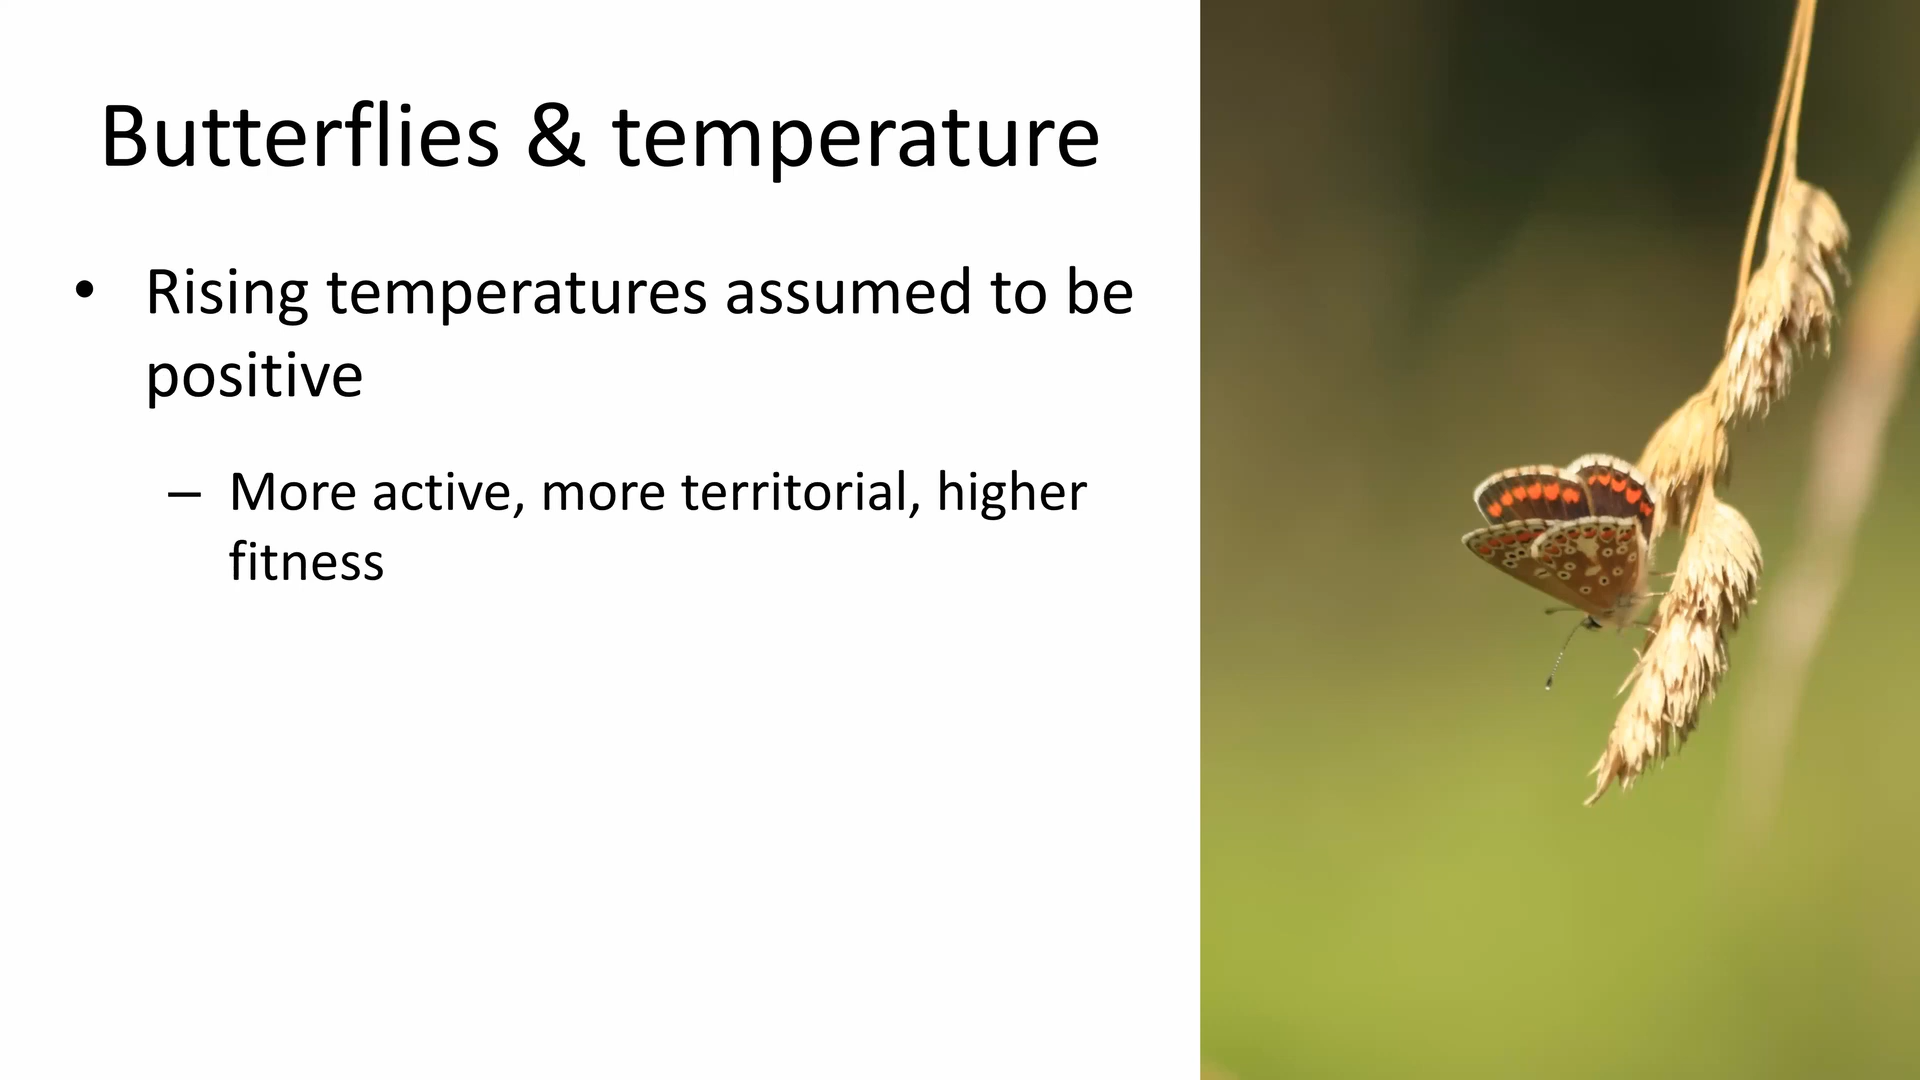 Butterflies & temperature
• Rising temperatures assumed to be
positive
– More active, more territorial, higher
fitness